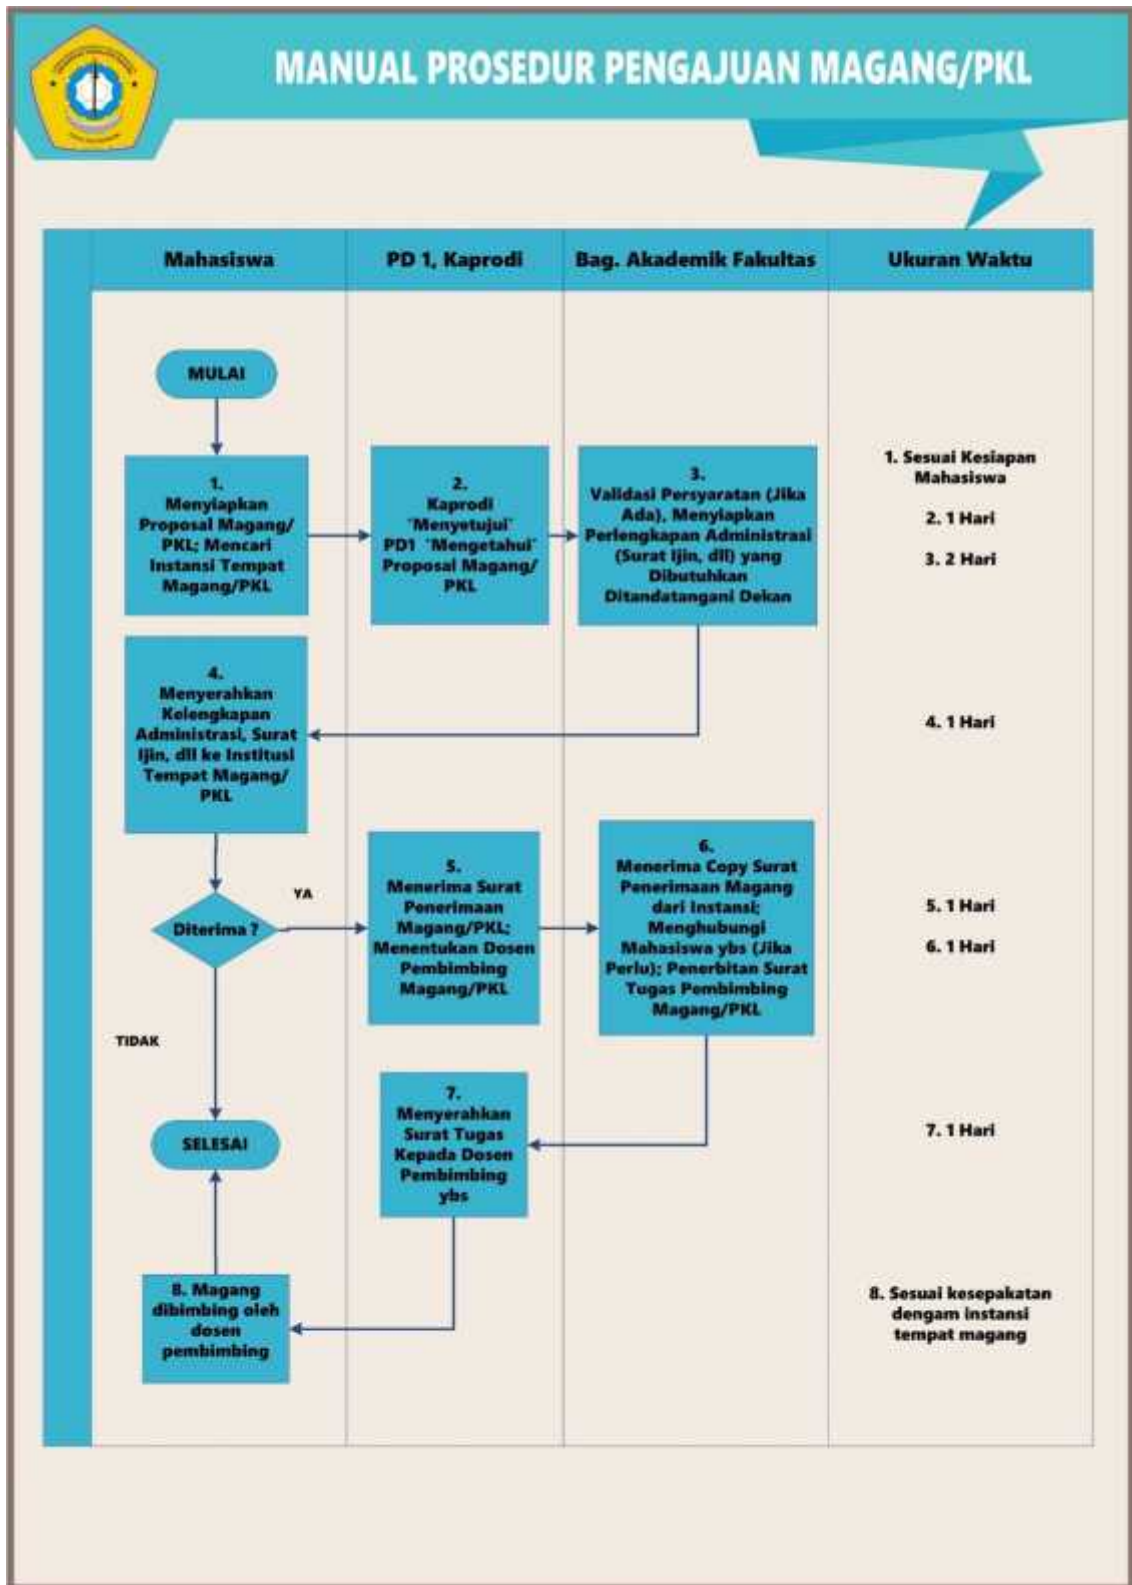 MANUAL PROSEDUR PENGAJUAN MAGANG/PKL
Mahasiswa
PD 1, Kaprodi
Bag. Akademik Fakultas
Ukuran Waktu
MULAI
1.
Menyiapkan
Proposal Magang/
PKL; Mencari
Instansi Tempat
Magang/PKL
2.
Kaprodi
"Menyetujui"
PD1 "Mengetahui"
Proposal Magang/
PKL
3.
Validasi Persyaratan (Jika
Ada), Menyiapkan
Perlengkapan Administrasi
(Surat Ijin, dll) yang
Dibutuhkan
Ditandatangani Dekan
1. Sesuai Kesiapan
Mahasiswa
2. 1 Hari
3. 2 Hari
4.
Menyerahkan
Kelengkapan
Administrasi, Surat
Ijin, dll ke Institusi
Tempat Magang/
PKL
4. 1 Hari
Diterima ?
YA
TIDAK
5.
Menerima Surat
Penerimaan
Magang/PKL;
Menentukan Dosen
Pembimbing
Magang/PKL
6.
Menerima Copy Surat
Penerimaan Magang
dari Instansi;
Menghubungi
Mahasiswa ybs (Jika
Perlu); Penerbitan Surat
Tugas Pembimbing
Magang/PKL
5. 1 Hari
6. 1 Hari
7.
Menyerahkan
Surat Tugas
Kepada Dosen
Pembimbing
ybs
7. 1 Hari
SELESAI
8. Magang
dibimbing oleh
dosen
pembimbing
8. Sesuai kesepakatan
dengam instansi
tempat magang